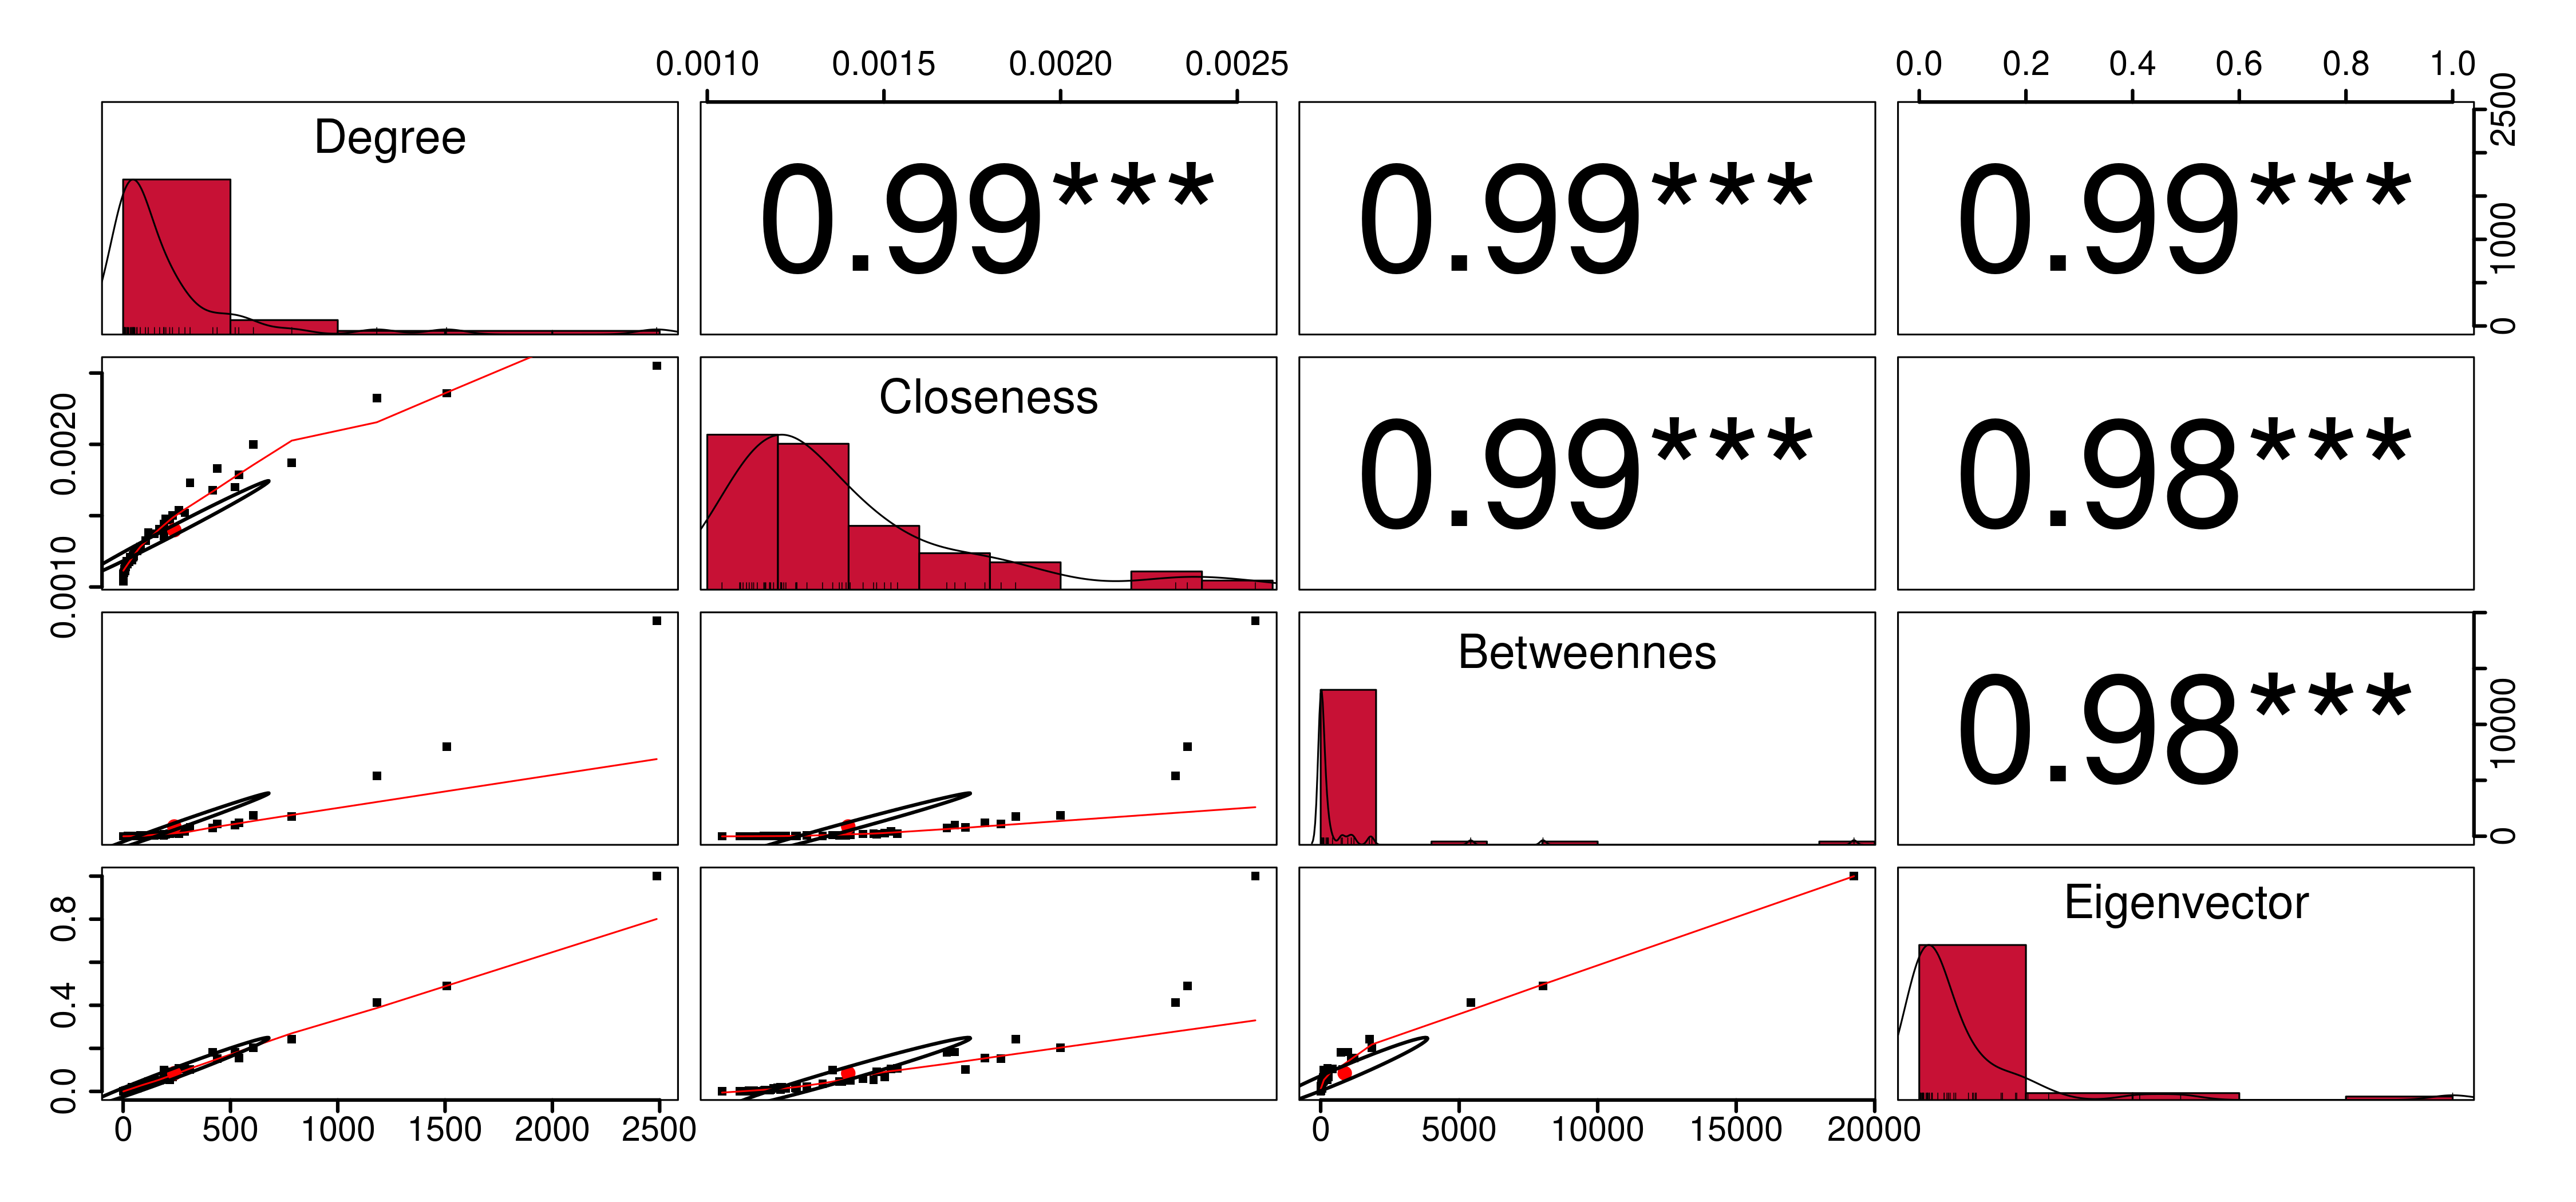 0.0010 0.0015 0.0020 0.0025 0.0 0.2 0.4 0.6 0.8 1.0
Degree 0.99*** 0.99*** 0.99*** 0 1000 2500
0.0010 0.0020 Closeness 0.99*** 0.98***
Betweennes 0.98*** 0 10000
0.0 0.4 0.8 Eigenvector
0 500 1000 1500 2000 2500 0 5000 10000 15000 20000